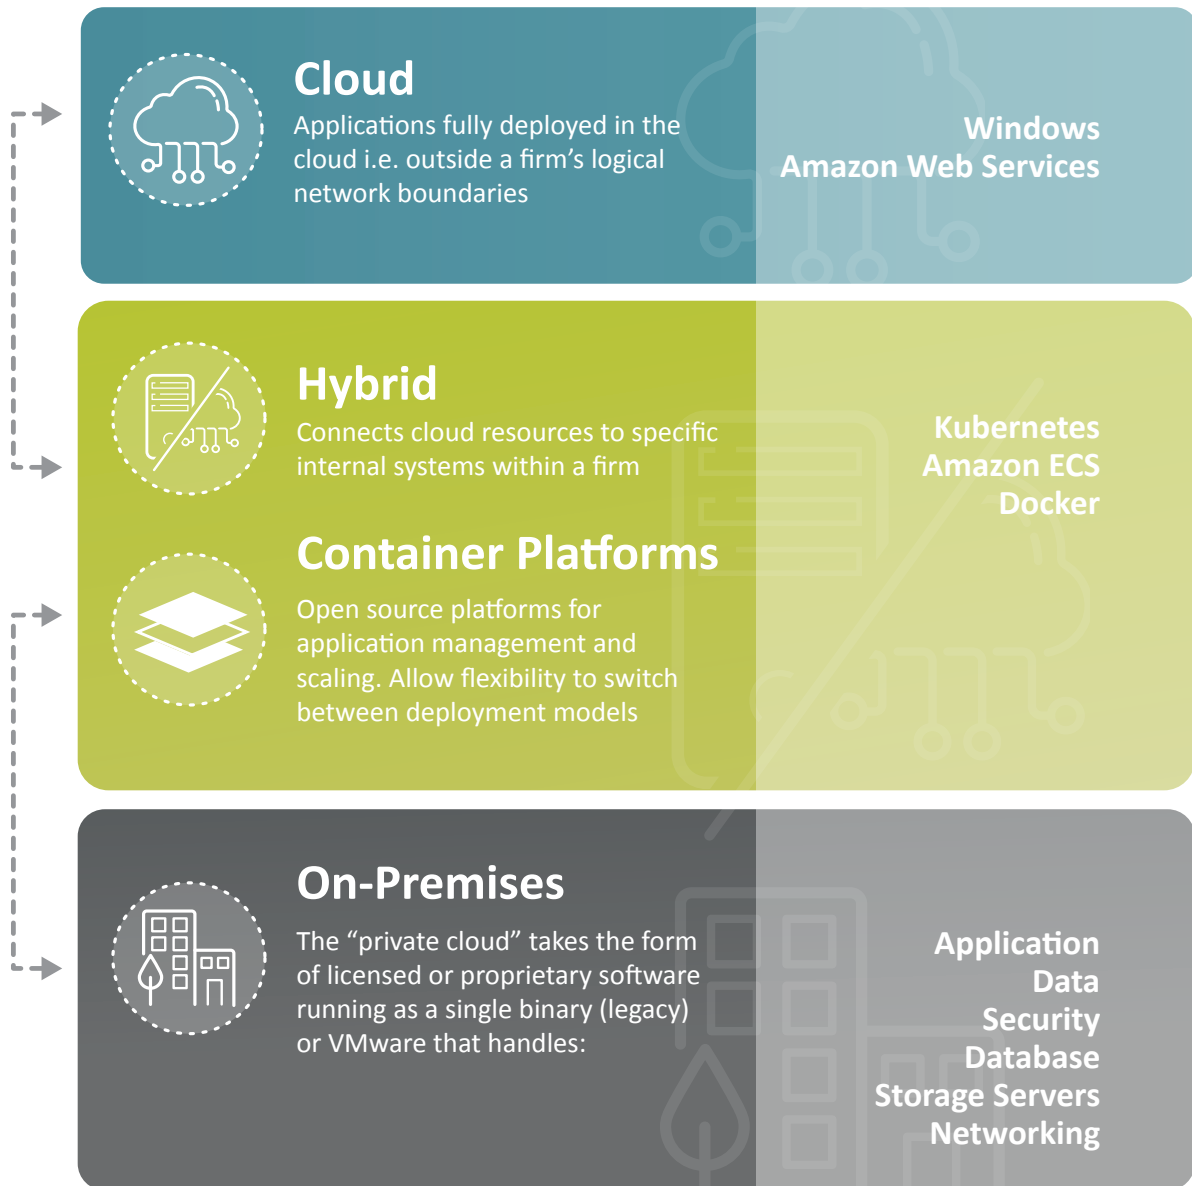 Cloud
Applications fully deployed in the
cloud i.e. outside a firm's logical
network boundaries
Windows
Amazon Web Services
Hybrid
Connects cloud resources to specific
internal systems within a firm
Kubernetes
Amazon ECS
Docker
Container Platforms
Open source platforms for
application management and
scaling. Allow flexibility to switch
between deployment models
On-Premises
The “private cloud” takes the form
of licensed or proprietary software
running as a single binary (legacy)
or VMware that handles:
Application
Data
Security
Database
Storage Servers
Networking